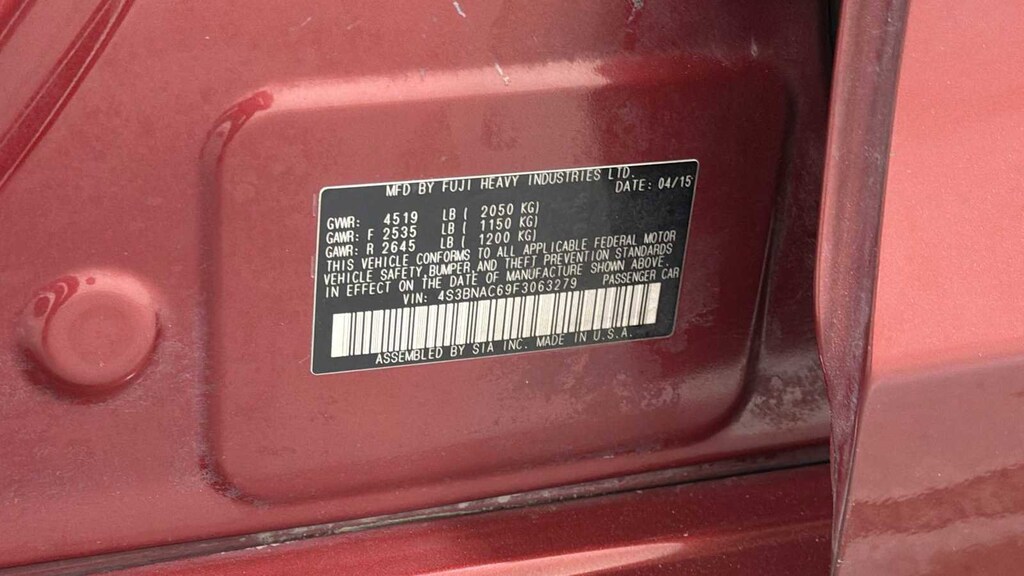 MFD BY FUJI HEAVY INDUSTRIES LTD.
DATE: 04/15
GVWR: 4519 LB ( 2050 KG)
GAWR: F 2535 LB ( 1150 KG)
GAWR: R 2645 LB ( 1200 KG)
THIS VEHICLE CONFORMS TO ALL APPLICABLE FEDERAL MOTOR
VEHICLE SAFETY, BUMPER, AND THEFT PREVENTION STANDARDS
IN EFFECT ON THE DATE OF MANUFACTURE SHOWN ABOVE.
VIN: 4S3BNAC69F3063279 PASSENGER CAR
ASSEMBLED BY SIA INC. MADE IN U.S.A.